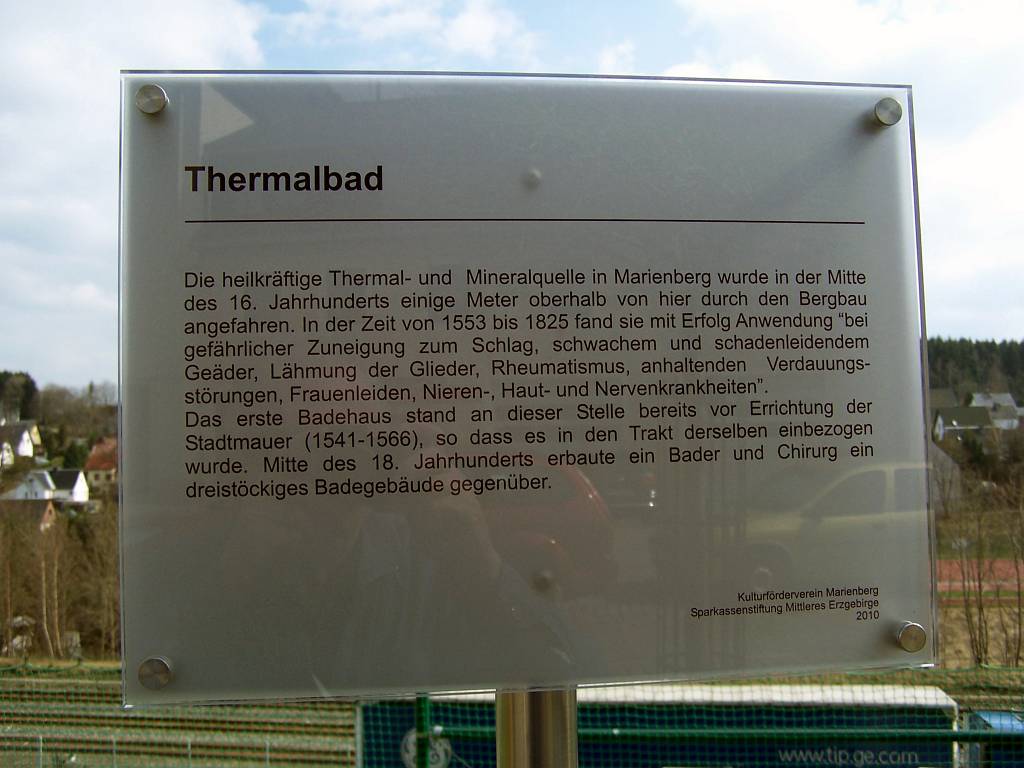 Thermalbad
Die heilkräftige Thermal- und Mineralquelle in Marienberg wurde in der Mitte
des 16. Jahrhunderts einige Meter oberhalb von hier durch den Bergbau
angefahren. In der Zeit von 1553 bis 1825 fand sie mit Erfolg Anwendung “bei
gefährlicher Zuneigung zum Schlag, schwachem und schadenleidendem
Geäder, Lähmung der Glieder, Rheumatismus, anhaltenden Verdauungs-
störungen, Frauenleiden, Nieren-, Haut- und Nervenkrankheiten”.
Das erste Badehaus stand an dieser Stelle bereits vor Errichtung der
Stadtmauer (1541-1566), so dass es in den Trakt derselben einbezogen
wurde. Mitte des 18. Jahrhunderts erbaute ein Bader und Chirurg ein
dreistöckiges Badegebäude gegenüber.
Kulturförderverein Marienberg
Sparkassenstiftung Mittleres Erzgebirge
2010
www.tip.ge.com